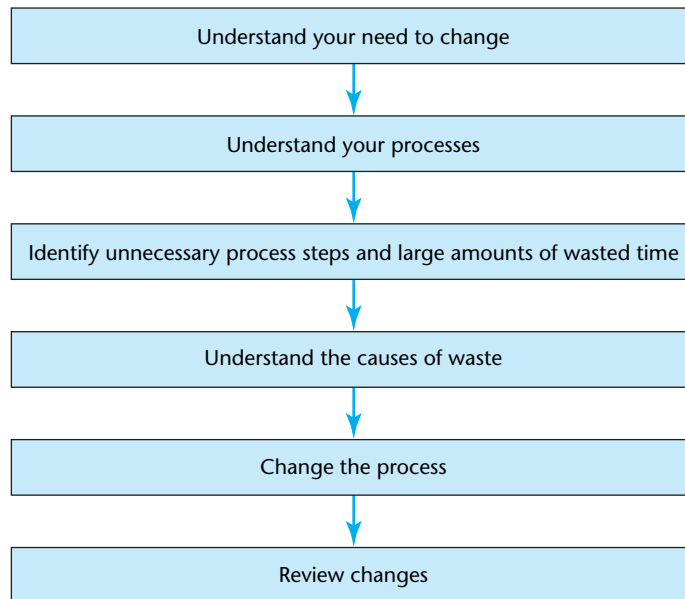 Understand your need to change
Understand your processes
Identify unnecessary process steps and large amounts of wasted time
Understand the causes of waste
Change the process
Review changes